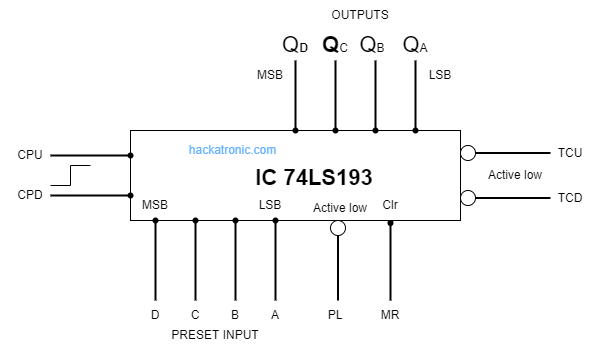 OUTPUTS
QD QC QB QA
MSB LSB
hackatronic.com
CPU TCU
IC 74LS193 Active low
CPD TCD
MSB LSB Active low Clr
D C B A PL MR
PRESET INPUT